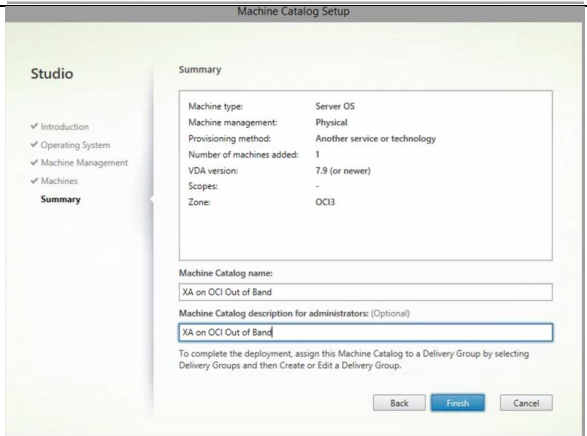 Machine Catalog Setup
Studio
✔ Introduction
✔ Operating System
✔ Machine Management
✔ Machines
Summary
Summary
Machine type: Server OS
Machine management: Physical
Provisioning method: Another service or technology
Number of machines added: 1
VDA version: 7.9 (or newer)
Scopes: -
Zone: OCI3
Machine Catalog name:
XA on OCI Out of Band
Machine Catalog description for administrators: (Optional)
XA on OCI Out of Band
To complete the deployment, assign this Machine Catalog to a Delivery Group by selecting
Delivery Groups and then Create or Edit a Delivery Group.
Back Finish Cancel